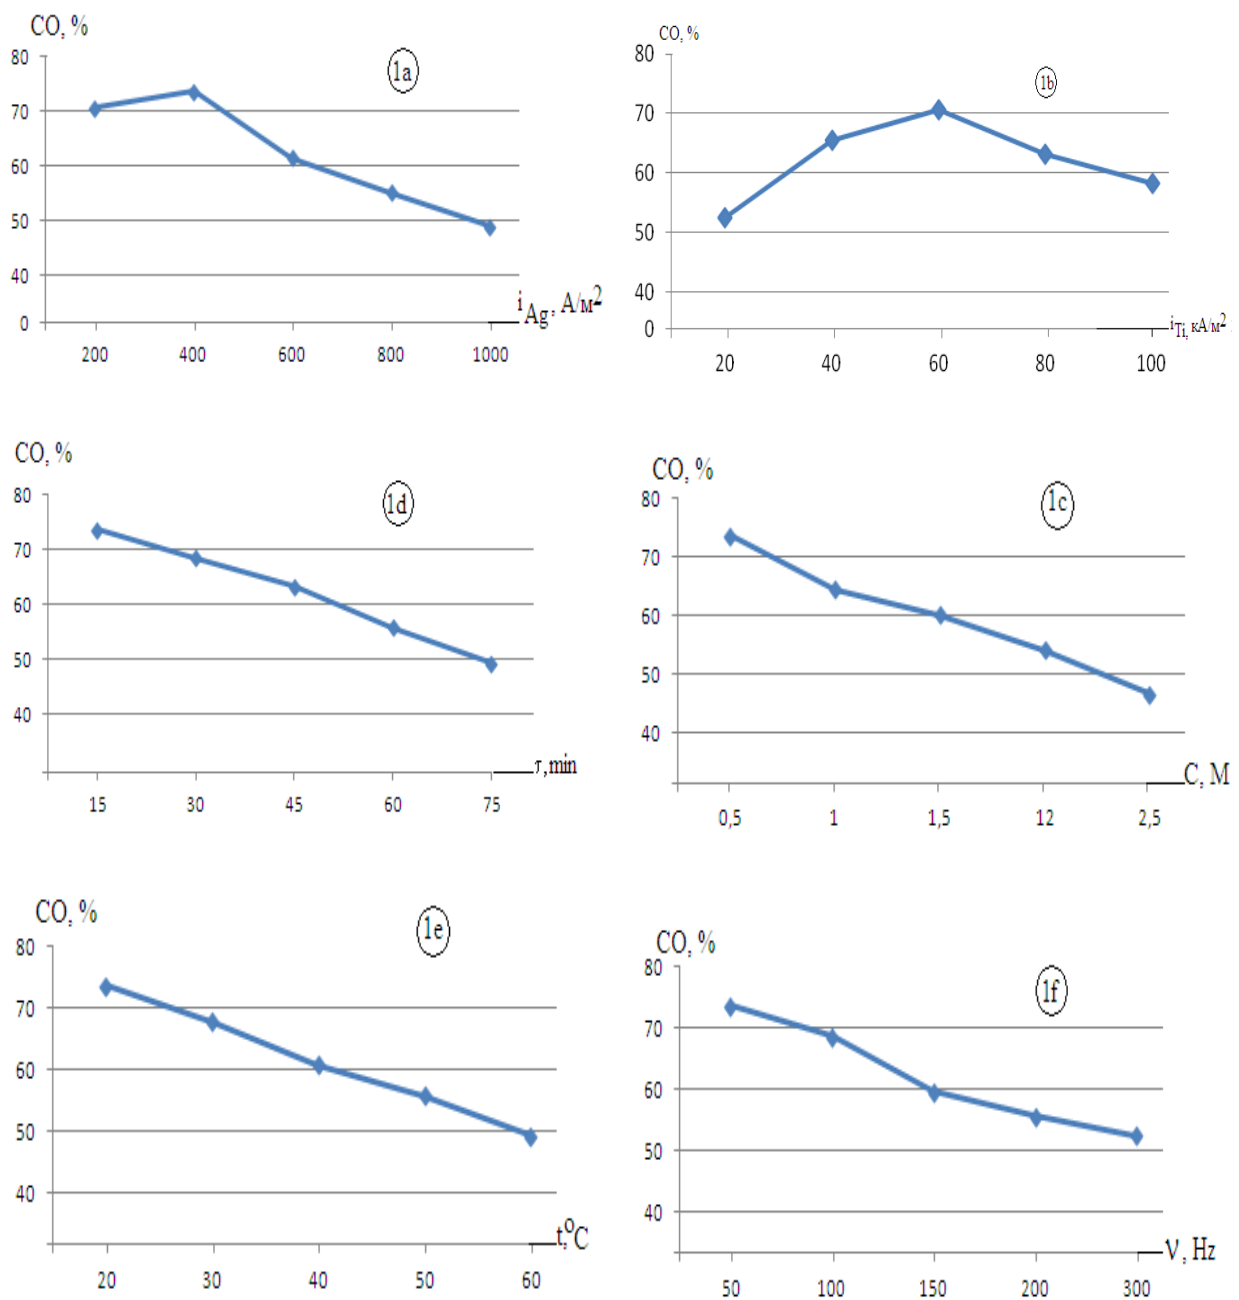 CO, %
1a
80
70
60
50
40
0
200 400 600 800 1000
i Ag, А/м²
CO, %
1b
80
70
60
50
40
0
20 40 60 80 100
iTi, кА/м²
CO, %
1d
80
70
60
50
40
15 30 45 60 75
τ, min
CO, %
1c
80
70
60
50
40
0,5 1 1,5 12 2,5
C, M
CO, %
1e
80
70
60
50
40
20 30 40 50 60
t,°C
CO, %
1f
80
70
60
50
40
50 100 150 200 300
ν, Hz